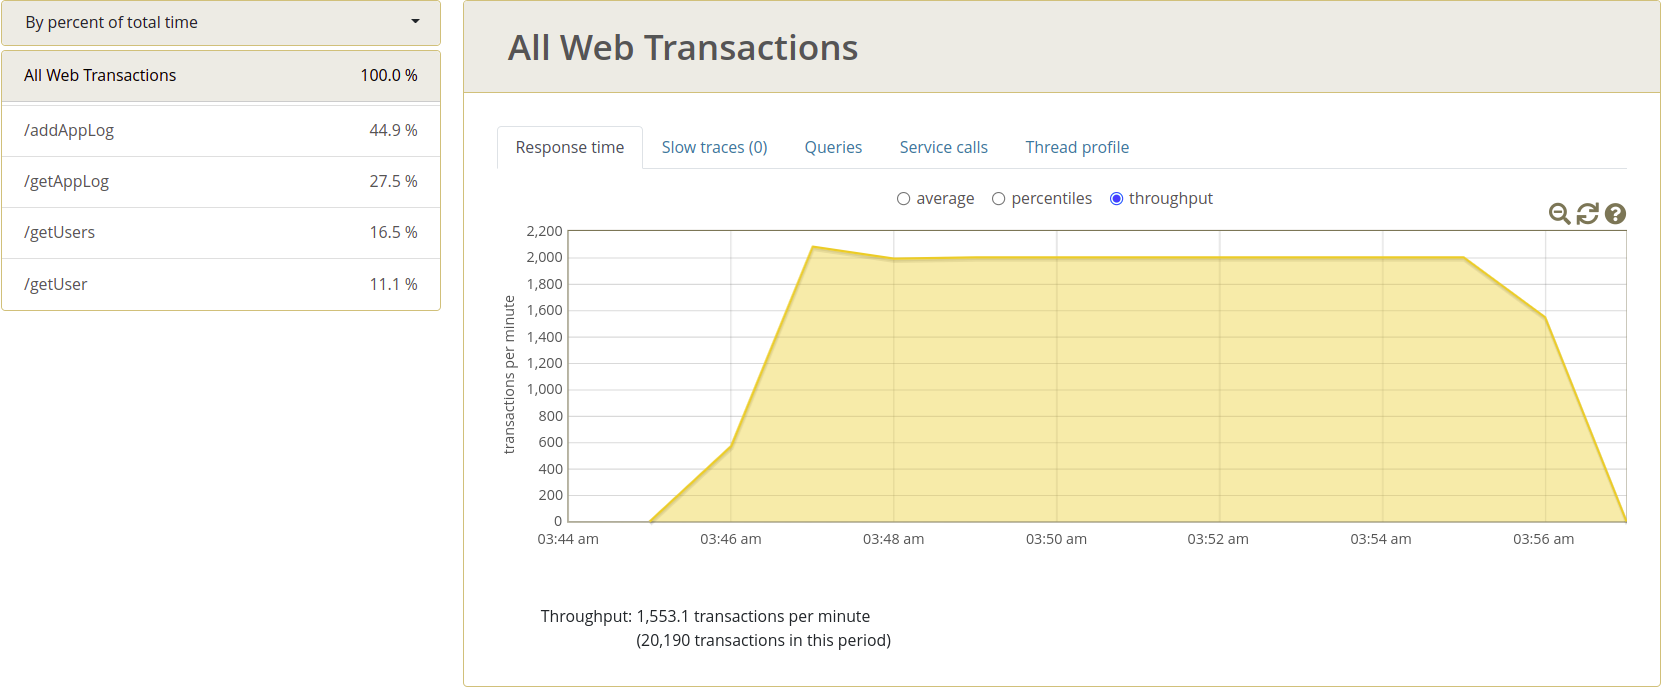 By percent of total time
All Web Transactions 100.0 %
/addAppLog 44.9 %
/getAppLog 27.5 %
/getUsers 16.5 %
/getUser 11.1 %
All Web Transactions
Response time Slow traces (0) Queries Service calls Thread profile
average percentiles throughput
transactions per minute
2,200
2,000
1,800
1,600
1,400
1,200
1,000
800
600
400
200
0
03:44 am 03:46 am 03:48 am 03:50 am 03:52 am 03:54 am 03:56 am
Throughput: 1,553.1 transactions per minute
(20,190 transactions in this period)